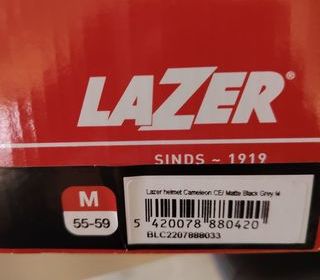 LAZER®
SINDS ~ 1919
M
55-59
Lazer helmet Cameleon CE/ Matte Black Grey M
5 420078 880420
BLC2207888033